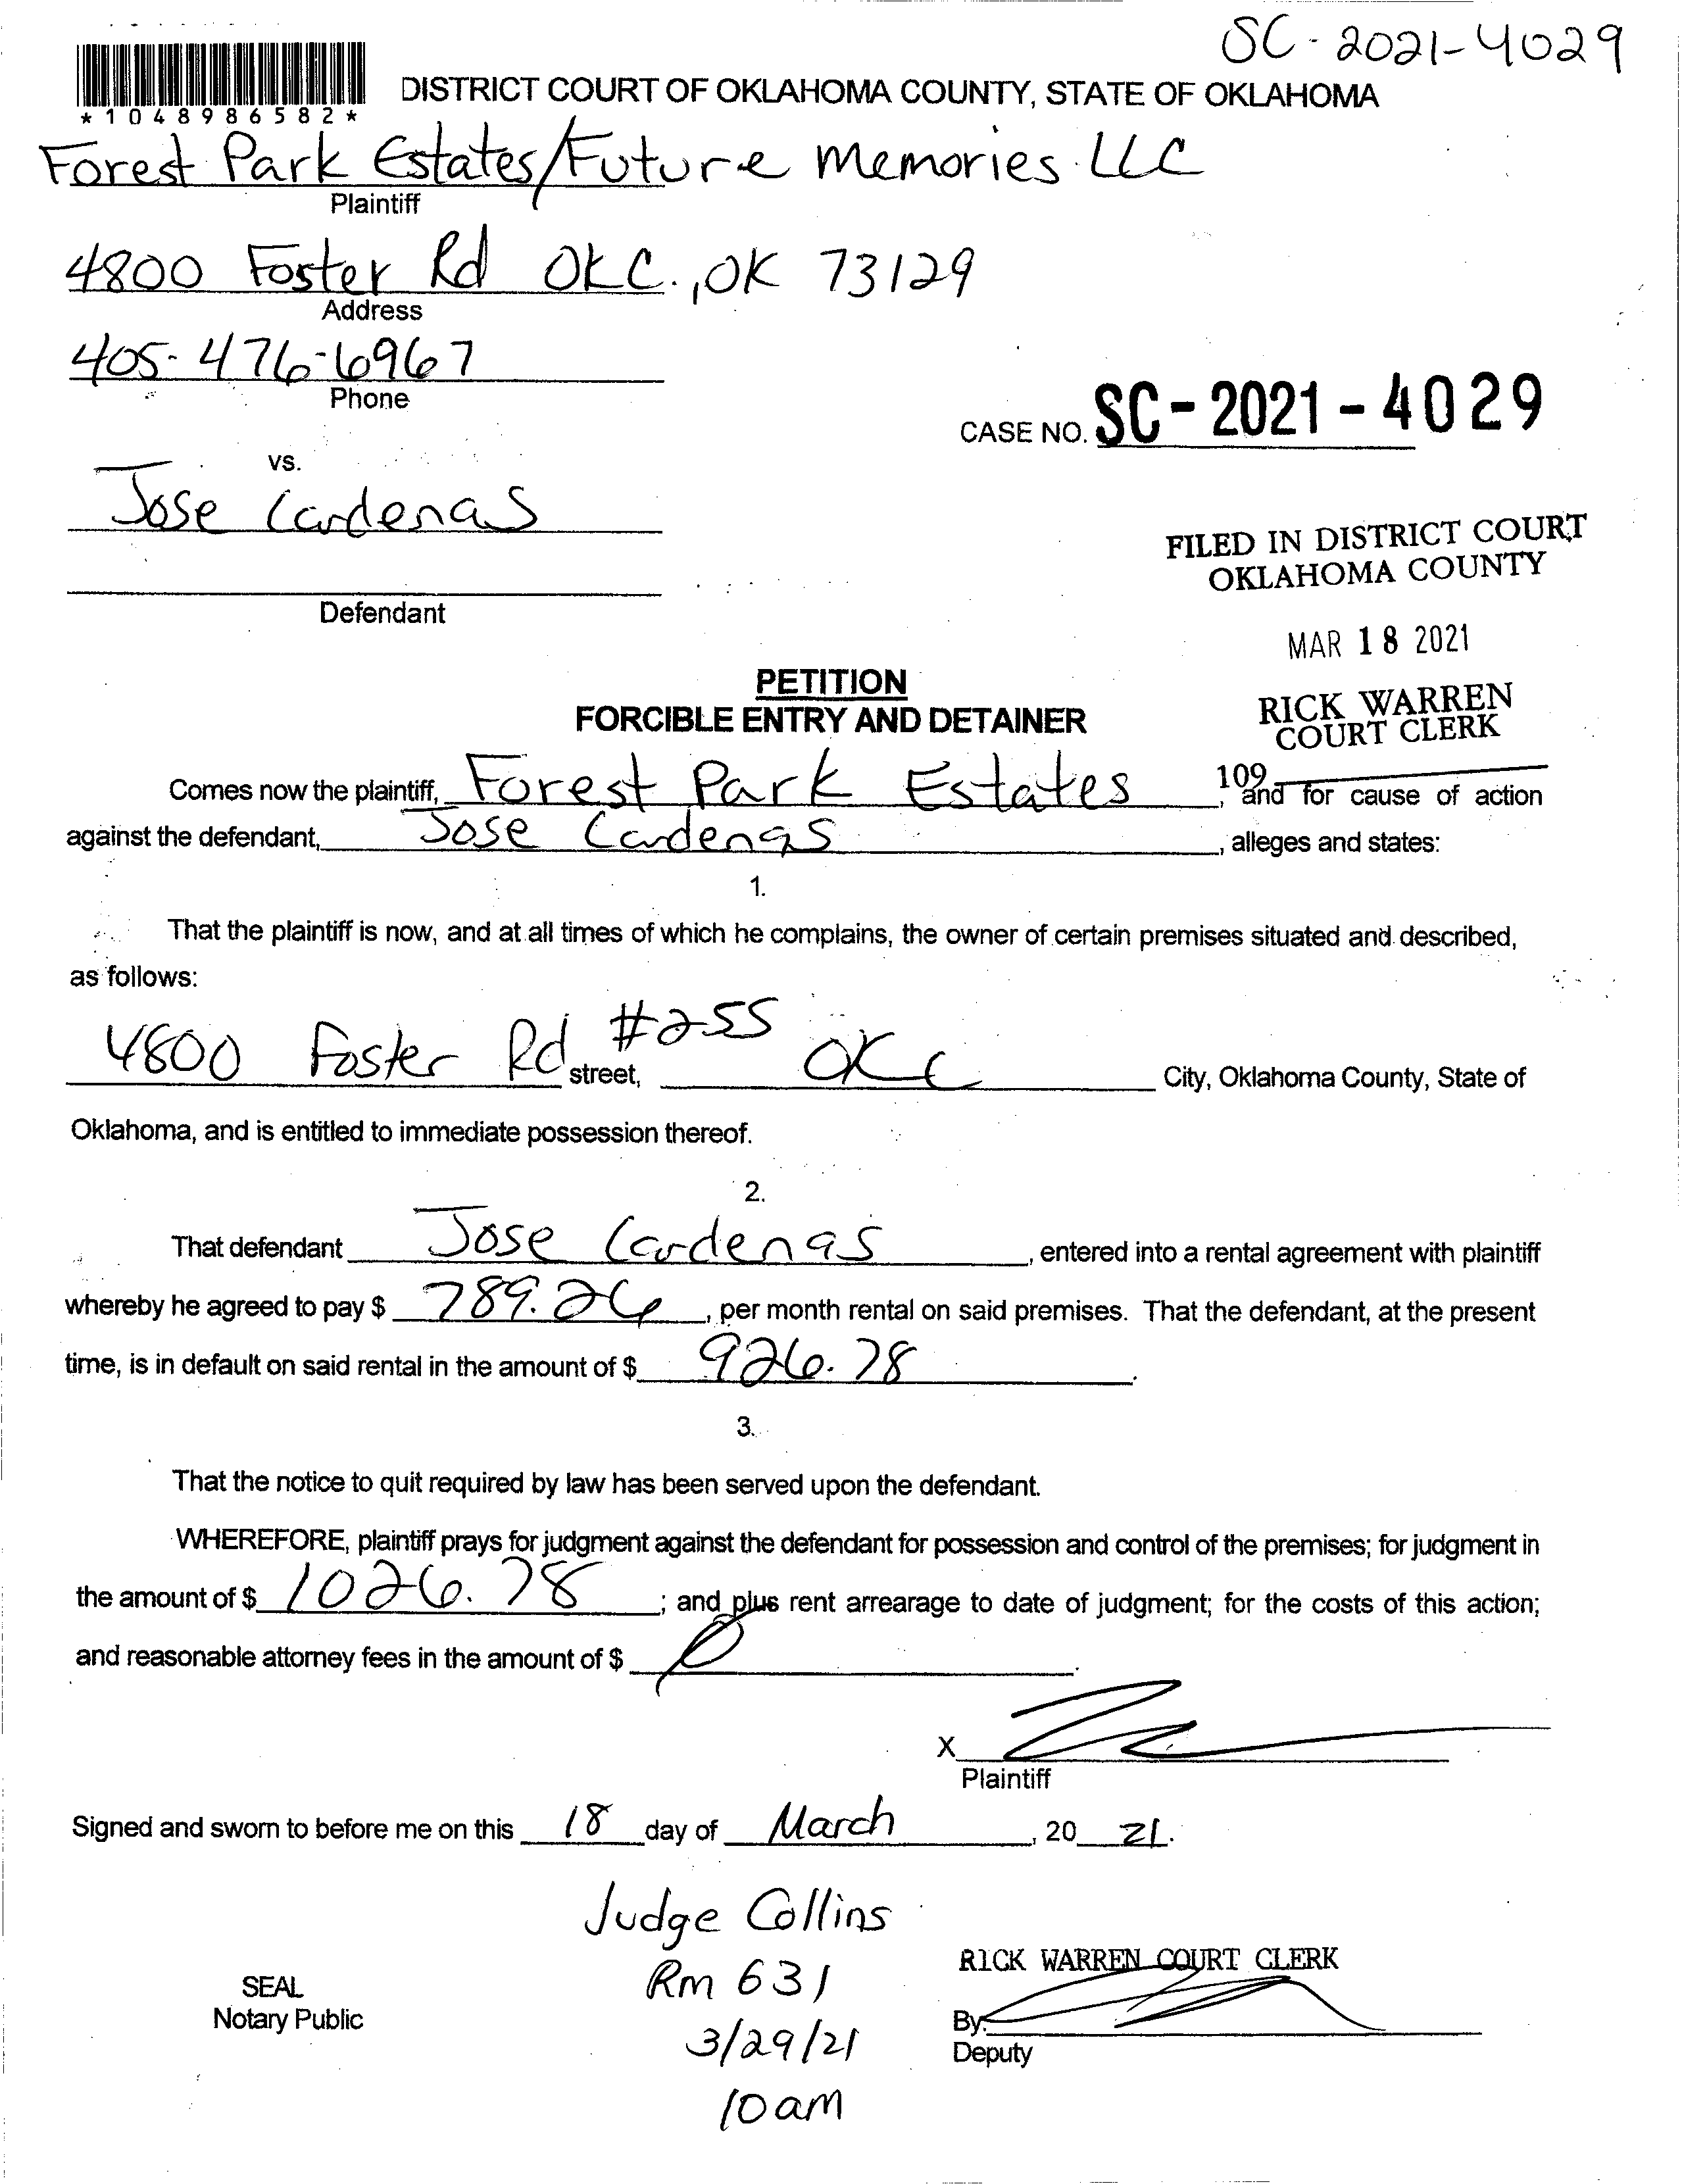 SC-2021-4029
*1048986582*
DISTRICT COURT OF OKLAHOMA COUNTY, STATE OF OKLAHOMA
Forest Park Estates/Future Memories LLC
Plaintiff
4800 Foster Rd OKC., OK 73129
Address
405-476-6967
Phone
CASE NO. SC-2021-4029
vs.
Jose Cardenas
FILED IN DISTRICT COURT
OKLAHOMA COUNTY
Defendant
MAR 18 2021
PETITION
FORCIBLE ENTRY AND DETAINER
RICK WARREN
COURT CLERK
109
Comes now the plaintiff, Forest Park Estates, and for cause of action
against the defendant, Jose Cardenas, alleges and states:
1.
That the plaintiff is now, and at all times of which he complains, the owner of certain premises situated and described,
as follows:
4800 Foster Rd #255 street, OKC City, Oklahoma County, State of
Oklahoma, and is entitled to immediate possession thereof.
2.
That defendant Jose Cardenas, entered into a rental agreement with plaintiff
whereby he agreed to pay $ 789.26, per month rental on said premises. That the defendant, at the present
time, is in default on said rental in the amount of $ 926.78.
3.
That the notice to quit required by law has been served upon the defendant.
WHEREFORE, plaintiff prays for judgment against the defendant for possession and control of the premises; for judgment in
the amount of $ 1026.78; and plus rent arrearage to date of judgment; for the costs of this action;
and reasonable attorney fees in the amount of $ .
X
Plaintiff
Signed and sworn to before me on this 18 day of March, 20 21.
Judge Collins
Rm 631
3/29/21
10am
RICK WARREN COURT CLERK
SEAL
Notary Public
By:
Deputy